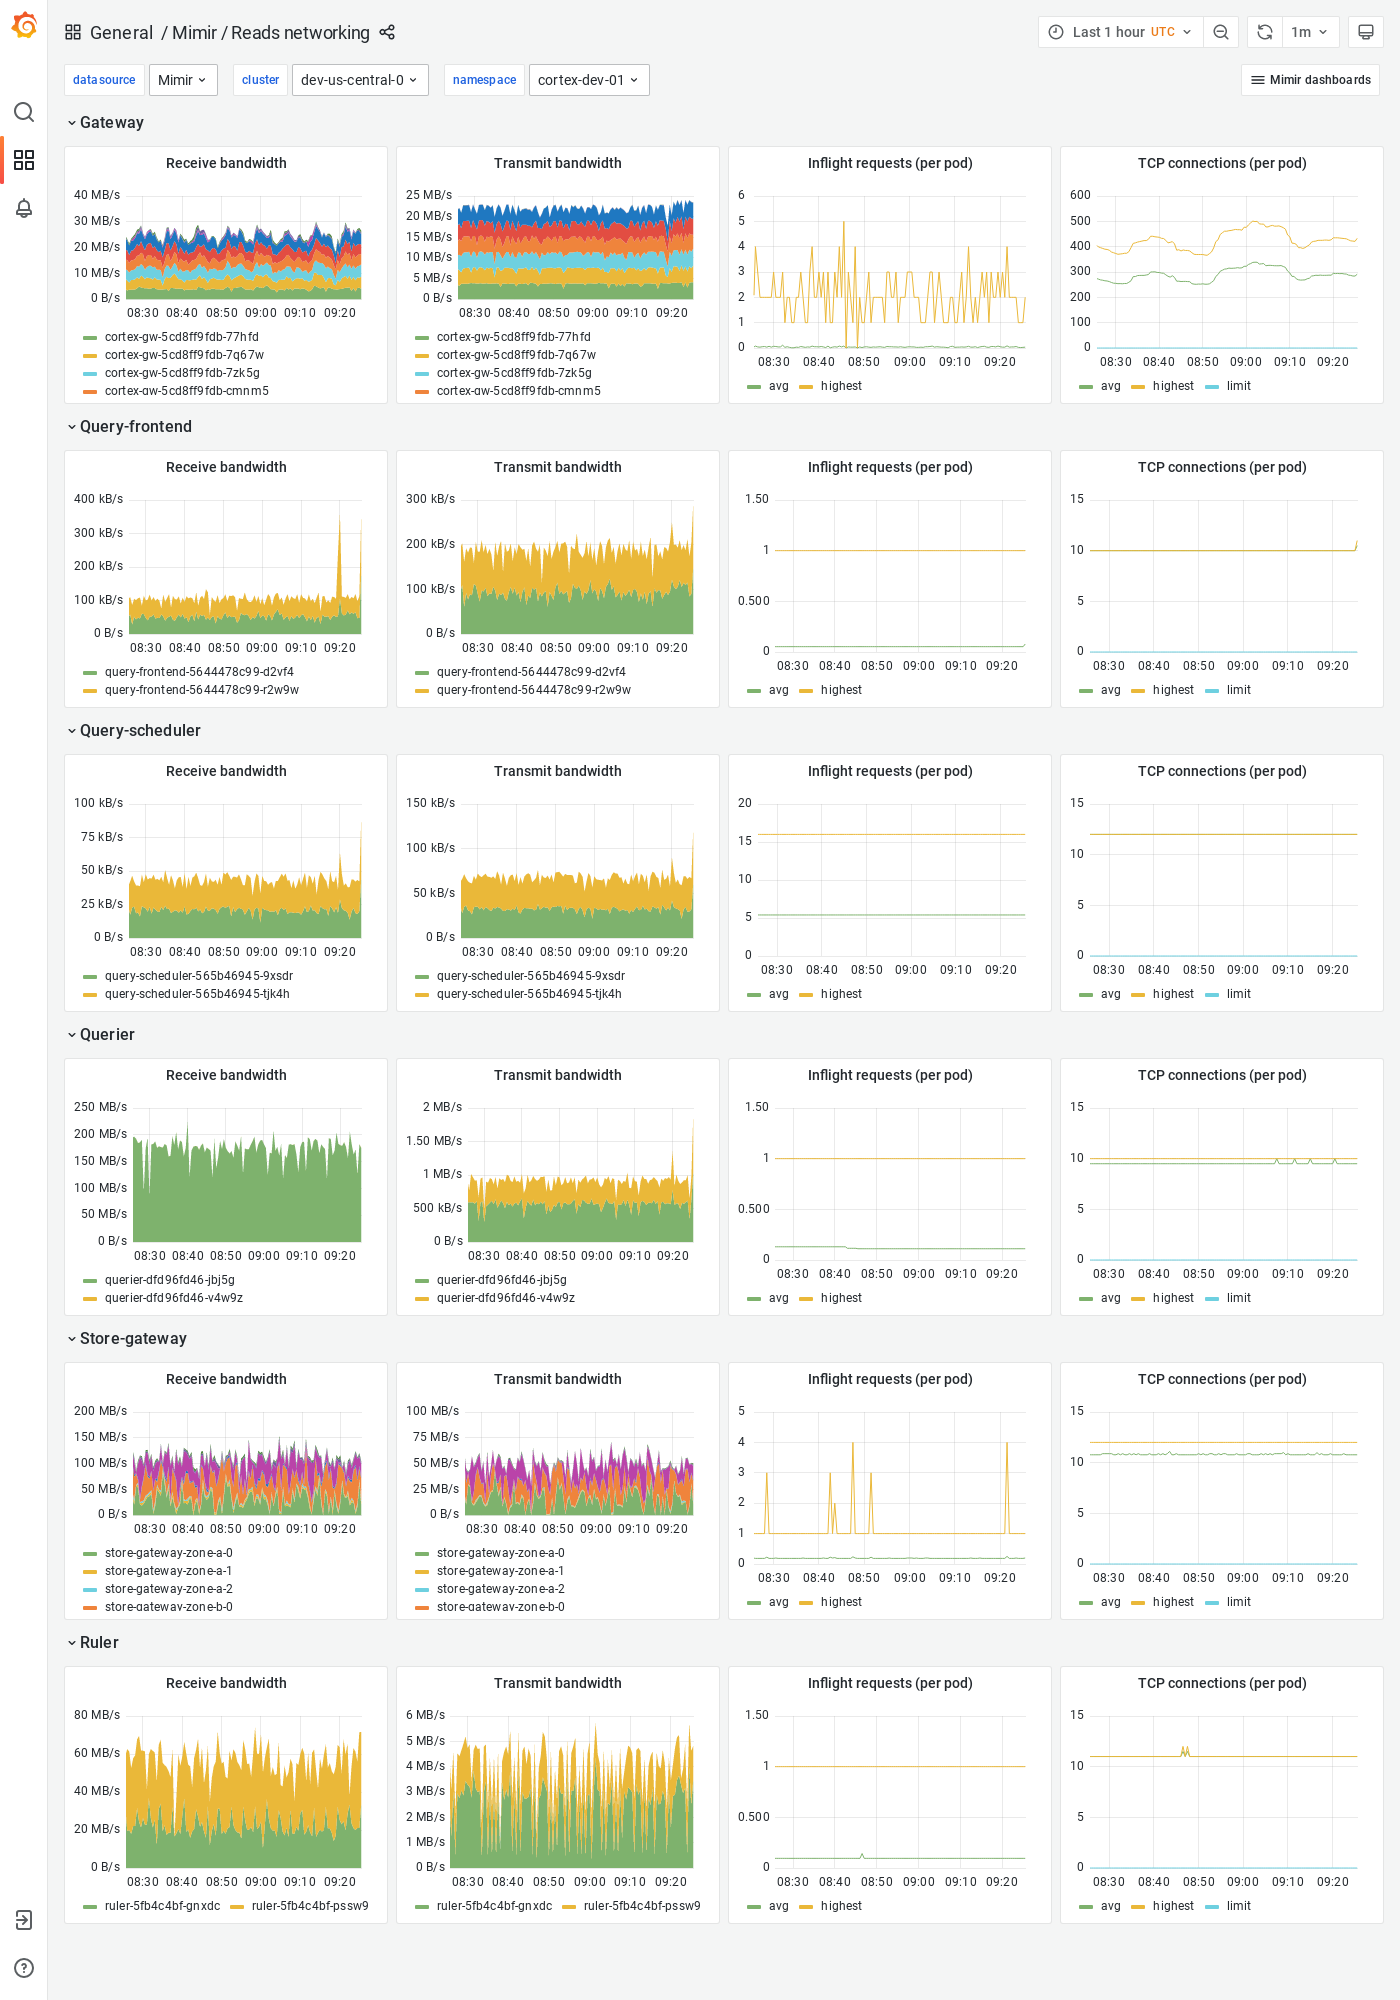 General / Mimir / Reads networking
Last 1 hour UTC
1m
datasource Mimir cluster dev-us-central-0 namespace cortex-dev-01
Mimir dashboards
Gateway
Receive bandwidth
40 MB/s
30 MB/s
20 MB/s
10 MB/s
0 B/s
08:30 08:40 08:50 09:00 09:10 09:20
cortex-gw-5cd8ff9fdb-77hfd
cortex-gw-5cd8ff9fdb-7q67w
cortex-gw-5cd8ff9fdb-7zk5g
cortex-gw-5cd8ff9fdb-cmnm5
Transmit bandwidth
25 MB/s
20 MB/s
15 MB/s
10 MB/s
5 MB/s
0 B/s
08:30 08:40 08:50 09:00 09:10 09:20
cortex-gw-5cd8ff9fdb-77hfd
cortex-gw-5cd8ff9fdb-7q67w
cortex-gw-5cd8ff9fdb-7zk5g
cortex-gw-5cd8ff9fdb-cmnm5
Inflight requests (per pod)
6
5
4
3
2
1
0
08:30 08:40 08:50 09:00 09:10 09:20
avg highest
TCP connections (per pod)
600
500
400
300
200
100
0
08:30 08:40 08:50 09:00 09:10 09:20
avg highest limit
Query-frontend
Receive bandwidth
400 kB/s
300 kB/s
200 kB/s
100 kB/s
0 B/s
08:30 08:40 08:50 09:00 09:10 09:20
query-frontend-5644478c99-d2vf4
query-frontend-5644478c99-r2w9w
Transmit bandwidth
300 kB/s
200 kB/s
100 kB/s
0 B/s
08:30 08:40 08:50 09:00 09:10 09:20
query-frontend-5644478c99-d2vf4
query-frontend-5644478c99-r2w9w
Inflight requests (per pod)
1.50
1
0.500
0
08:30 08:40 08:50 09:00 09:10 09:20
avg highest
TCP connections (per pod)
15
10
5
0
08:30 08:40 08:50 09:00 09:10 09:20
avg highest limit
Query-scheduler
Receive bandwidth
100 kB/s
75 kB/s
50 kB/s
25 kB/s
0 B/s
08:30 08:40 08:50 09:00 09:10 09:20
query-scheduler-565b46945-9xsdr
query-scheduler-565b46945-tjk4h
Transmit bandwidth
150 kB/s
100 kB/s
50 kB/s
0 B/s
08:30 08:40 08:50 09:00 09:10 09:20
query-scheduler-565b46945-9xsdr
query-scheduler-565b46945-tjk4h
Inflight requests (per pod)
20
15
10
5
0
08:30 08:40 08:50 09:00 09:10 09:20
avg highest
TCP connections (per pod)
15
10
5
0
08:30 08:40 08:50 09:00 09:10 09:20
avg highest limit
Querier
Receive bandwidth
250 MB/s
200 MB/s
150 MB/s
100 MB/s
50 MB/s
0 B/s
08:30 08:40 08:50 09:00 09:10 09:20
querier-dfd96fd46-jbj5g
querier-dfd96fd46-v4w9z
Transmit bandwidth
2 MB/s
1.50 MB/s
1 MB/s
500 kB/s
0 B/s
08:30 08:40 08:50 09:00 09:10 09:20
querier-dfd96fd46-jbj5g
querier-dfd96fd46-v4w9z
Inflight requests (per pod)
1.50
1
0.500
0
08:30 08:40 08:50 09:00 09:10 09:20
avg highest
TCP connections (per pod)
15
10
5
0
08:30 08:40 08:50 09:00 09:10 09:20
avg highest limit
Store-gateway
Receive bandwidth
200 MB/s
150 MB/s
100 MB/s
50 MB/s
0 B/s
08:30 08:40 08:50 09:00 09:10 09:20
store-gateway-zone-a-0
store-gateway-zone-a-1
store-gateway-zone-a-2
store-gateway-zone-b-0
Transmit bandwidth
100 MB/s
75 MB/s
50 MB/s
25 MB/s
0 B/s
08:30 08:40 08:50 09:00 09:10 09:20
store-gateway-zone-a-0
store-gateway-zone-a-1
store-gateway-zone-a-2
store-gateway-zone-b-0
Inflight requests (per pod)
5
4
3
2
1
0
08:30 08:40 08:50 09:00 09:10 09:20
avg highest
TCP connections (per pod)
15
10
5
0
08:30 08:40 08:50 09:00 09:10 09:20
avg highest limit
Ruler
Receive bandwidth
80 MB/s
60 MB/s
40 MB/s
20 MB/s
0 B/s
08:30 08:40 08:50 09:00 09:10 09:20
ruler-5fb4c4bf-gnxdc ruler-5fb4c4bf-pssw9
Transmit bandwidth
6 MB/s
5 MB/s
4 MB/s
3 MB/s
2 MB/s
1 MB/s
0 B/s
08:30 08:40 08:50 09:00 09:10 09:20
ruler-5fb4c4bf-gnxdc ruler-5fb4c4bf-pssw9
Inflight requests (per pod)
1.50
1
0.500
0
08:30 08:40 08:50 09:00 09:10 09:20
avg highest
TCP connections (per pod)
15
10
5
0
08:30 08:40 08:50 09:00 09:10 09:20
avg highest limit